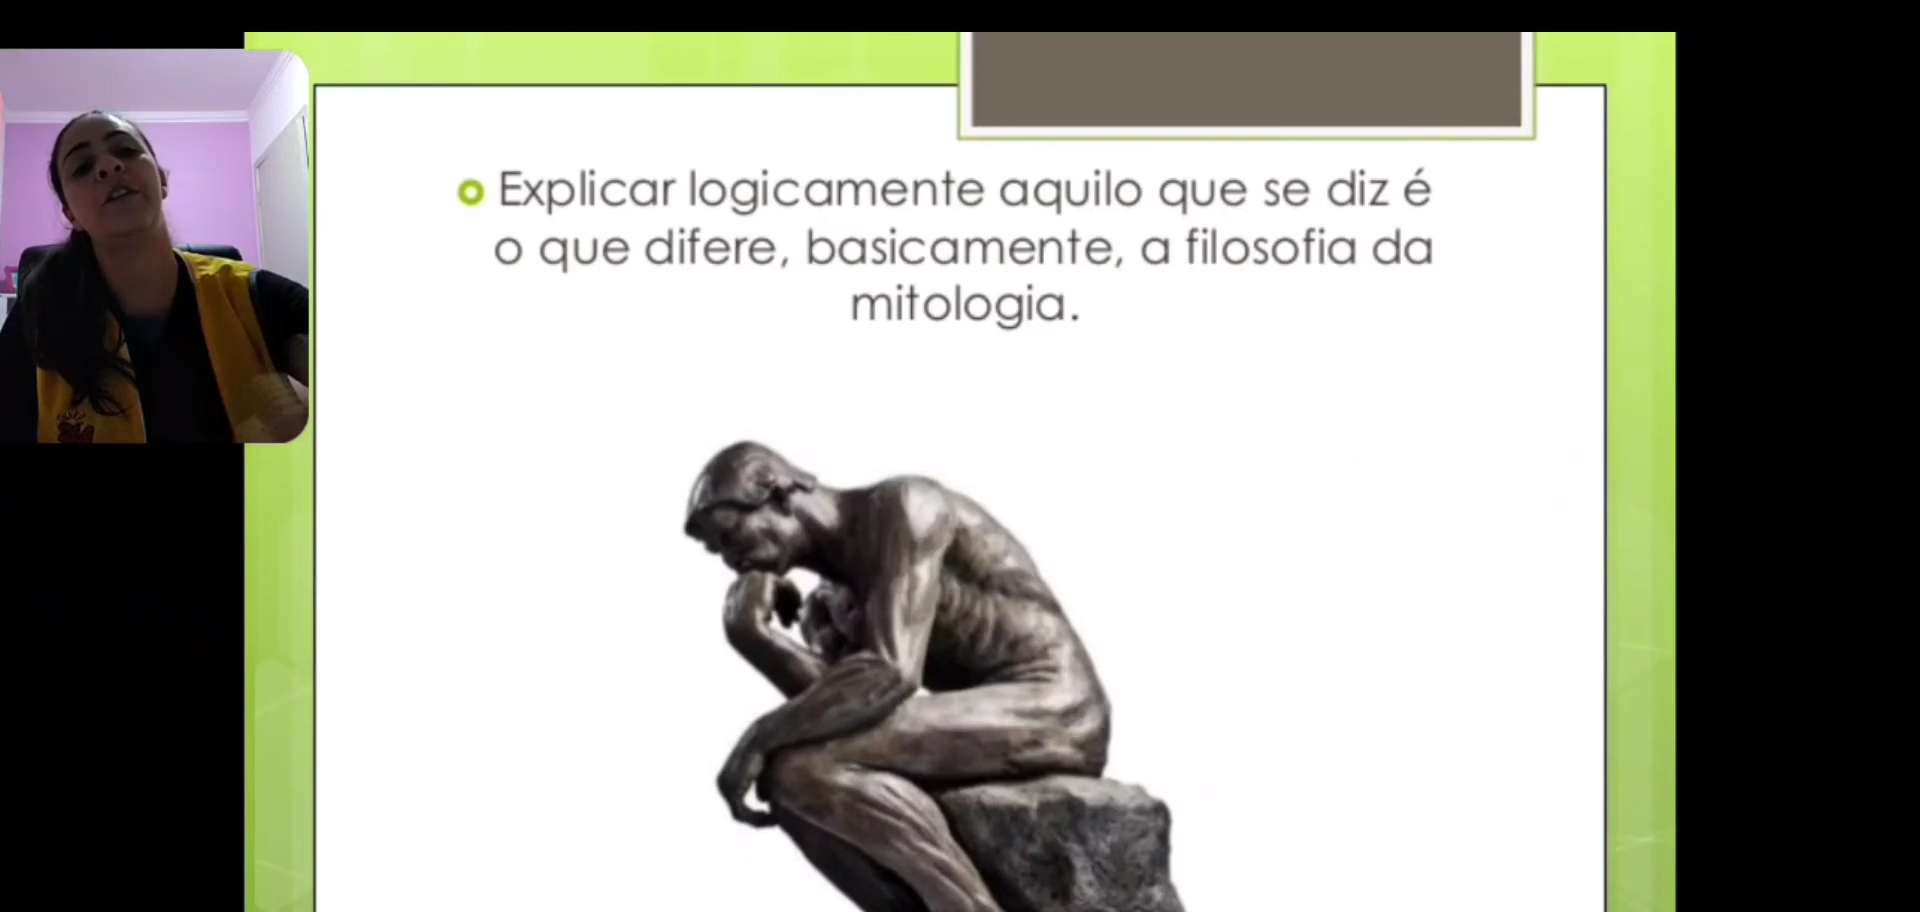 Explicar logicamente aquilo que se diz é
o que difere, basicamente, a filosofia da
mitologia.